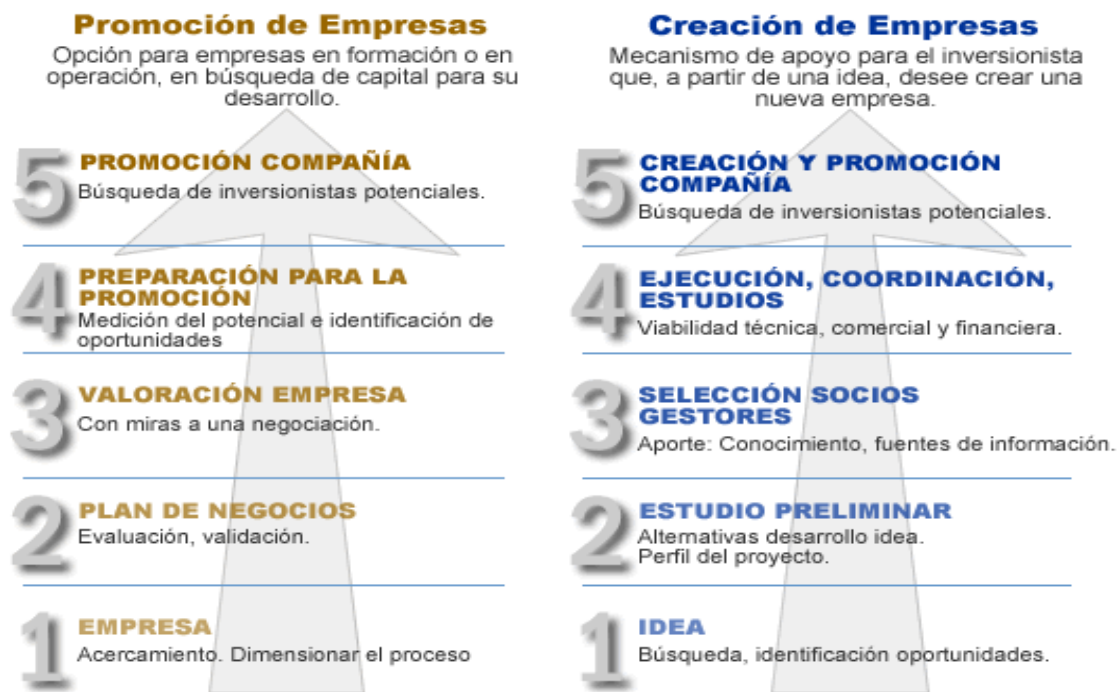 Promoción de Empresas
Opción para empresas en formación o en
operación, en búsqueda de capital para su
desarrollo.
5
PROMOCIÓN COMPAÑÍA
Búsqueda de inversionistas potenciales.
4
PREPARACIÓN PARA LA
PROMOCIÓN
Medición del potencial e identificación de
oportunidades
3
VALORACIÓN EMPRESA
Con miras a una negociación.
2
PLAN DE NEGOCIOS
Evaluación, validación.
1
EMPRESA
Acercamiento. Dimensionar el proceso
Creación de Empresas
Mecanismo de apoyo para el inversionista
que, a partir de una idea, desee crear una
nueva empresa.
5
CREACIÓN Y PROMOCIÓN
COMPAÑÍA
Búsqueda de inversionistas potenciales.
4
EJECUCIÓN, COORDINACIÓN,
ESTUDIOS
Viabilidad técnica, comercial y financiera.
3
SELECCIÓN SOCIOS
GESTORES
Aporte: Conocimiento, fuentes de información.
2
ESTUDIO PRELIMINAR
Alternativas desarrollo idea.
Perfil del proyecto.
1
IDEA
Búsqueda, identificación oportunidades.